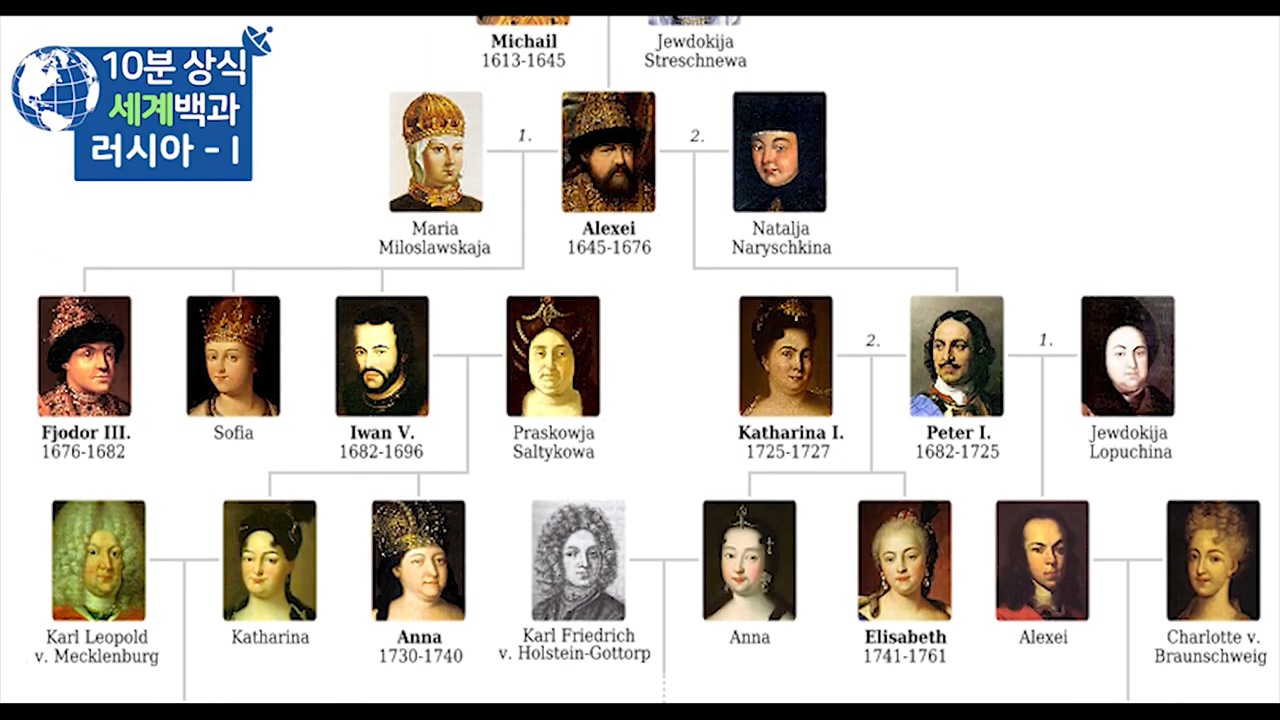 10분 상식
세계백과
러시아 - I
Michail
1613-1645
Jewdokija
Streschnewa
1.
2.
Maria
Miloslawskaja
Alexei
1645-1676
Natalja
Naryschkina
2.
1.
Fjodor III.
1676-1682
Sofia
Iwan V.
1682-1696
Praskowja
Saltykowa
Katharina I.
1725-1727
Peter I.
1682-1725
Jewdokija
Lopuchina
Karl Leopold
v. Mecklenburg
Katharina
Anna
1730-1740
Karl Friedrich
v. Holstein-Gottorp
Anna
Elisabeth
1741-1761
Alexei
Charlotte v.
Braunschweig